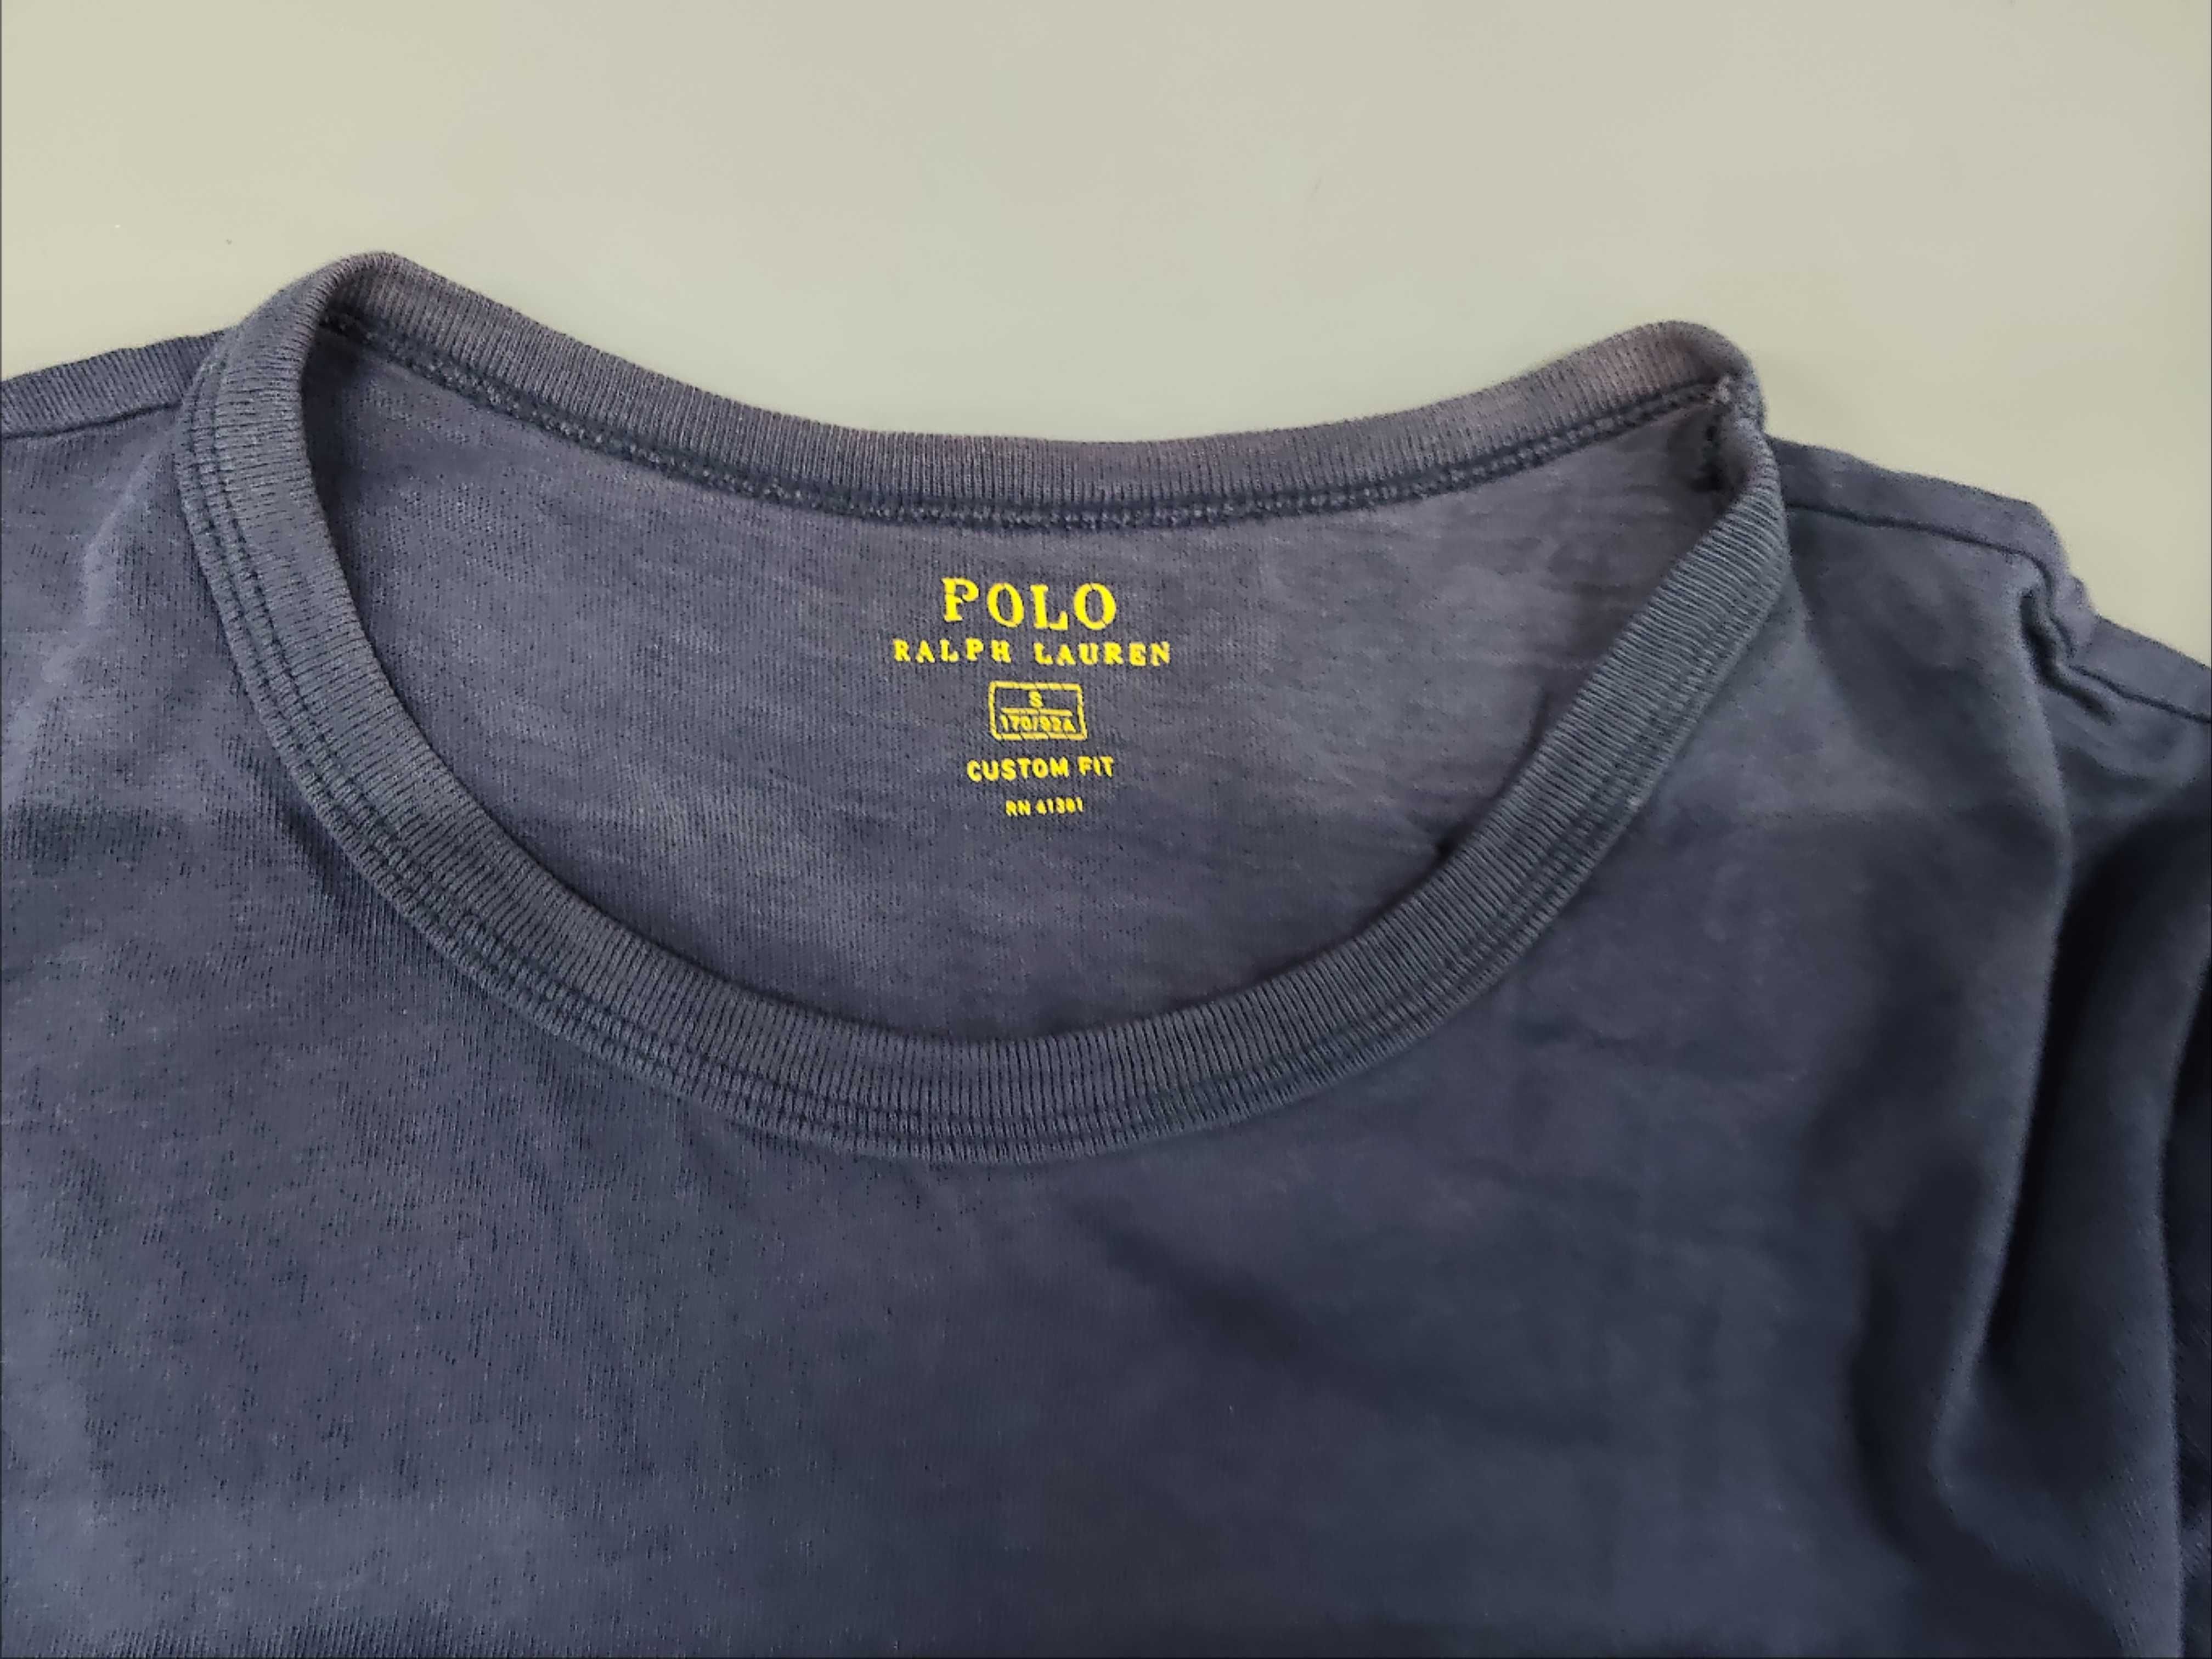 POLO
RALPH LAUREN
S
170/92A
CUSTOM FIT
RN 41381